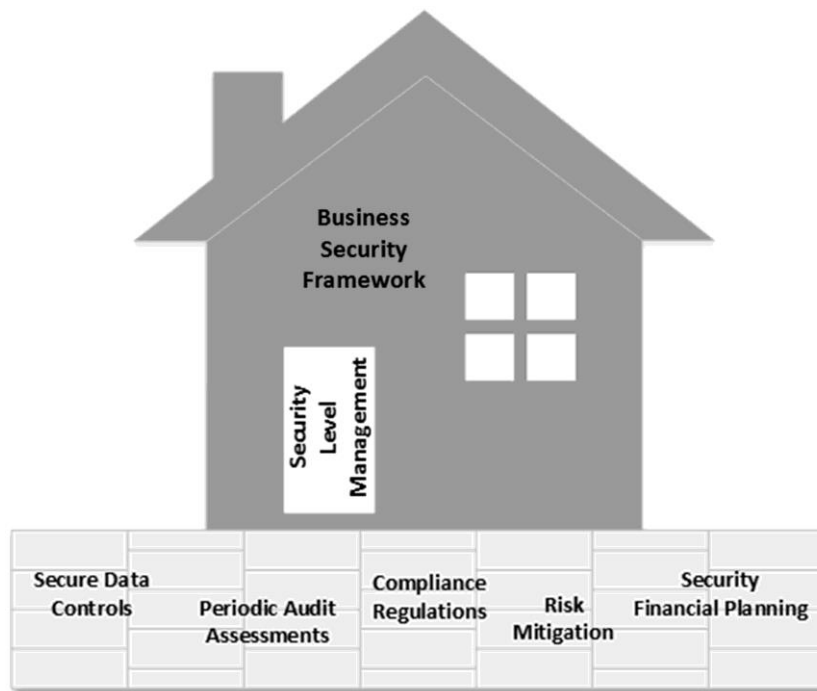 Business
Security
Framework
Security
Level
Management
Secure Data
Controls
Periodic Audit
Assessments
Compliance
Regulations
Risk
Mitigation
Security
Financial Planning